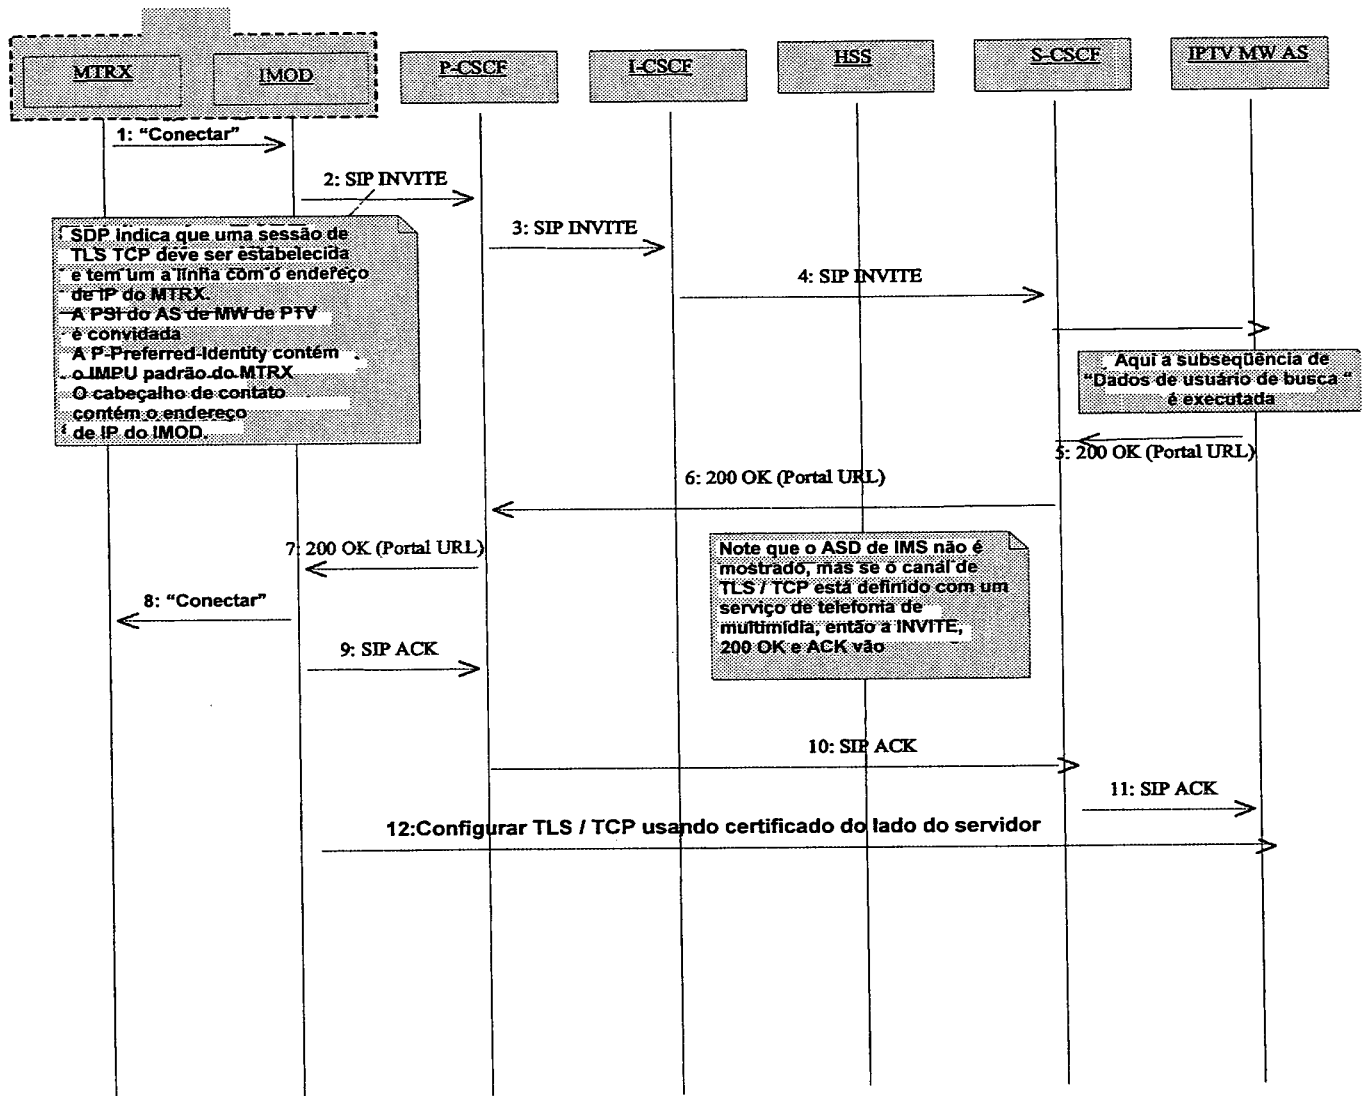 MTRX
IMOD
P-CSCF
I-CSCF
HSS
S-CSCF
IPTV MW AS
1: “Conectar”
2: SIP INVITE
SDP indica que uma sessão de
TLS TCP deve ser estabelecida
e tem um a linha com o endereço
de IP do MTRX.
A PSI do AS de MW de PTV
é convidada
A P-Preferred-Identity contém
o IMPU padrão do MTRX
O cabeçalho de contato
contém o endereço
de IP do IMOD.
3: SIP INVITE
4: SIP INVITE
Aqui a subseqüência de
“Dados de usuário de busca “
é executada
5: 200 OK (Portal URL)
6: 200 OK (Portal URL)
7: 200 OK (Portal URL)
Note que o ASD de IMS não é
mostrado, mas se o canal de
TLS / TCP está definido com um
serviço de telefonia de
multimídia, então a INVITE,
200 OK e ACK vão
8: “Conectar”
9: SIP ACK
10: SIP ACK
11: SIP ACK
12:Configurar TLS / TCP usando certificado do lado do servidor